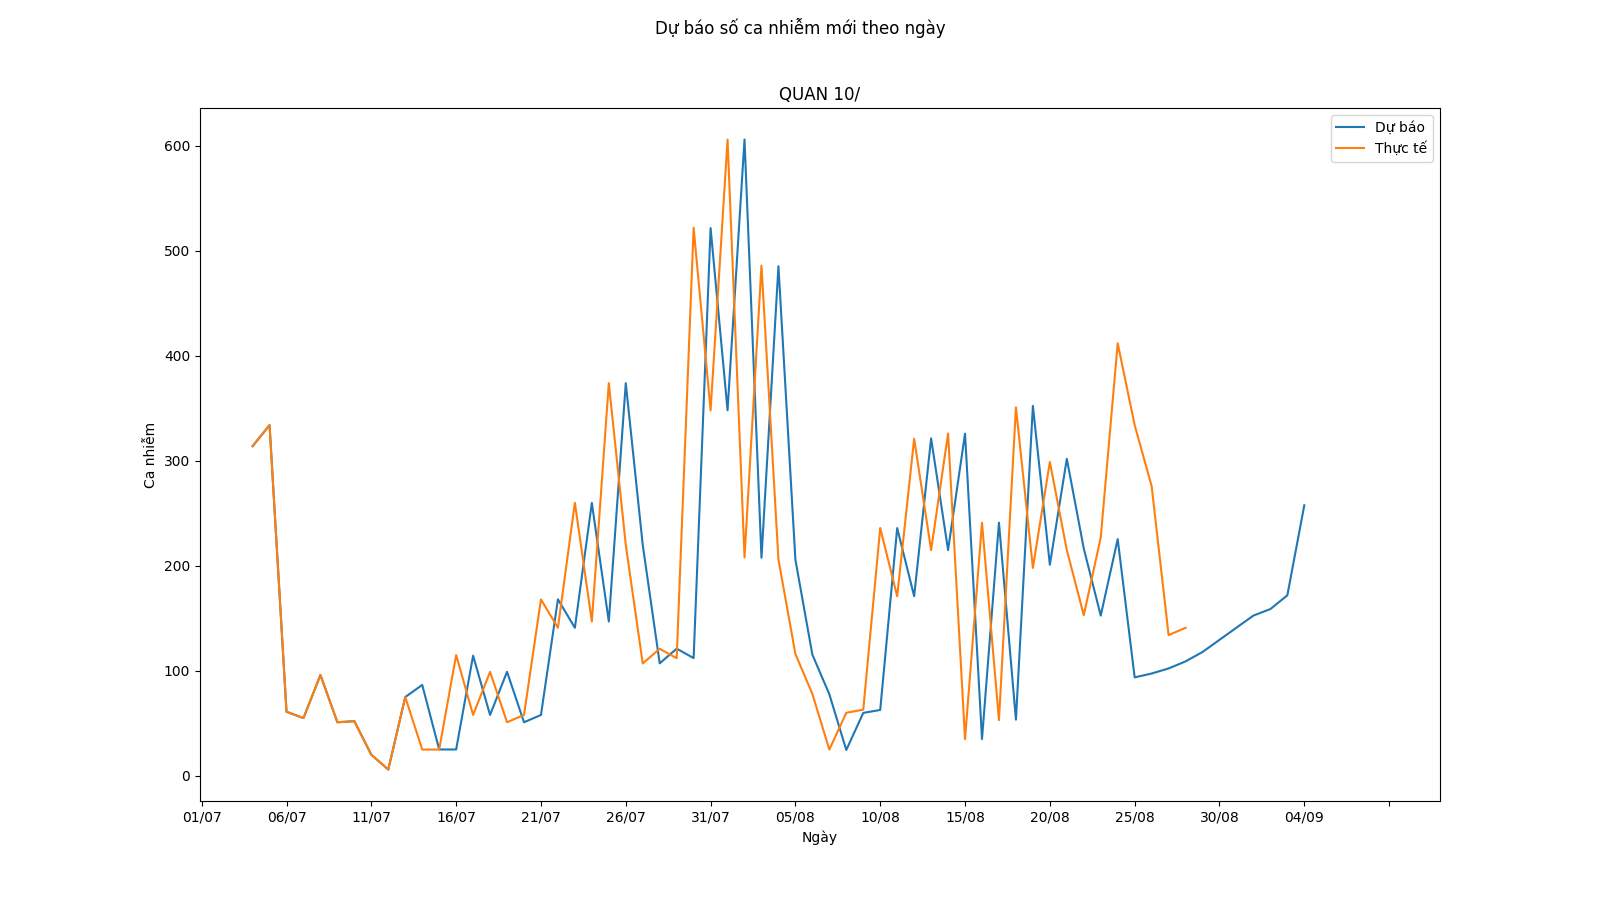 Dự báo số ca nhiễm mới theo ngày
QUAN 10/
Dự báo
Thực tế
600
500
400
300
200
100
0
Ca nhiễm
01/07 06/07 11/07 16/07 21/07 26/07 31/07 05/08 10/08 15/08 20/08 25/08 30/08 04/09
Ngày